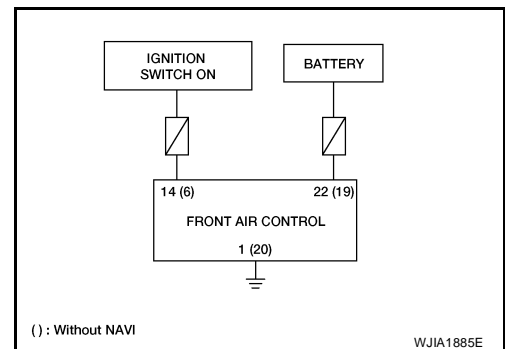 IGNITION
SWITCH ON
BATTERY
14 (6)
22 (19)
FRONT AIR CONTROL
1 (20)
( ) : Without NAVI
WJIA1885E